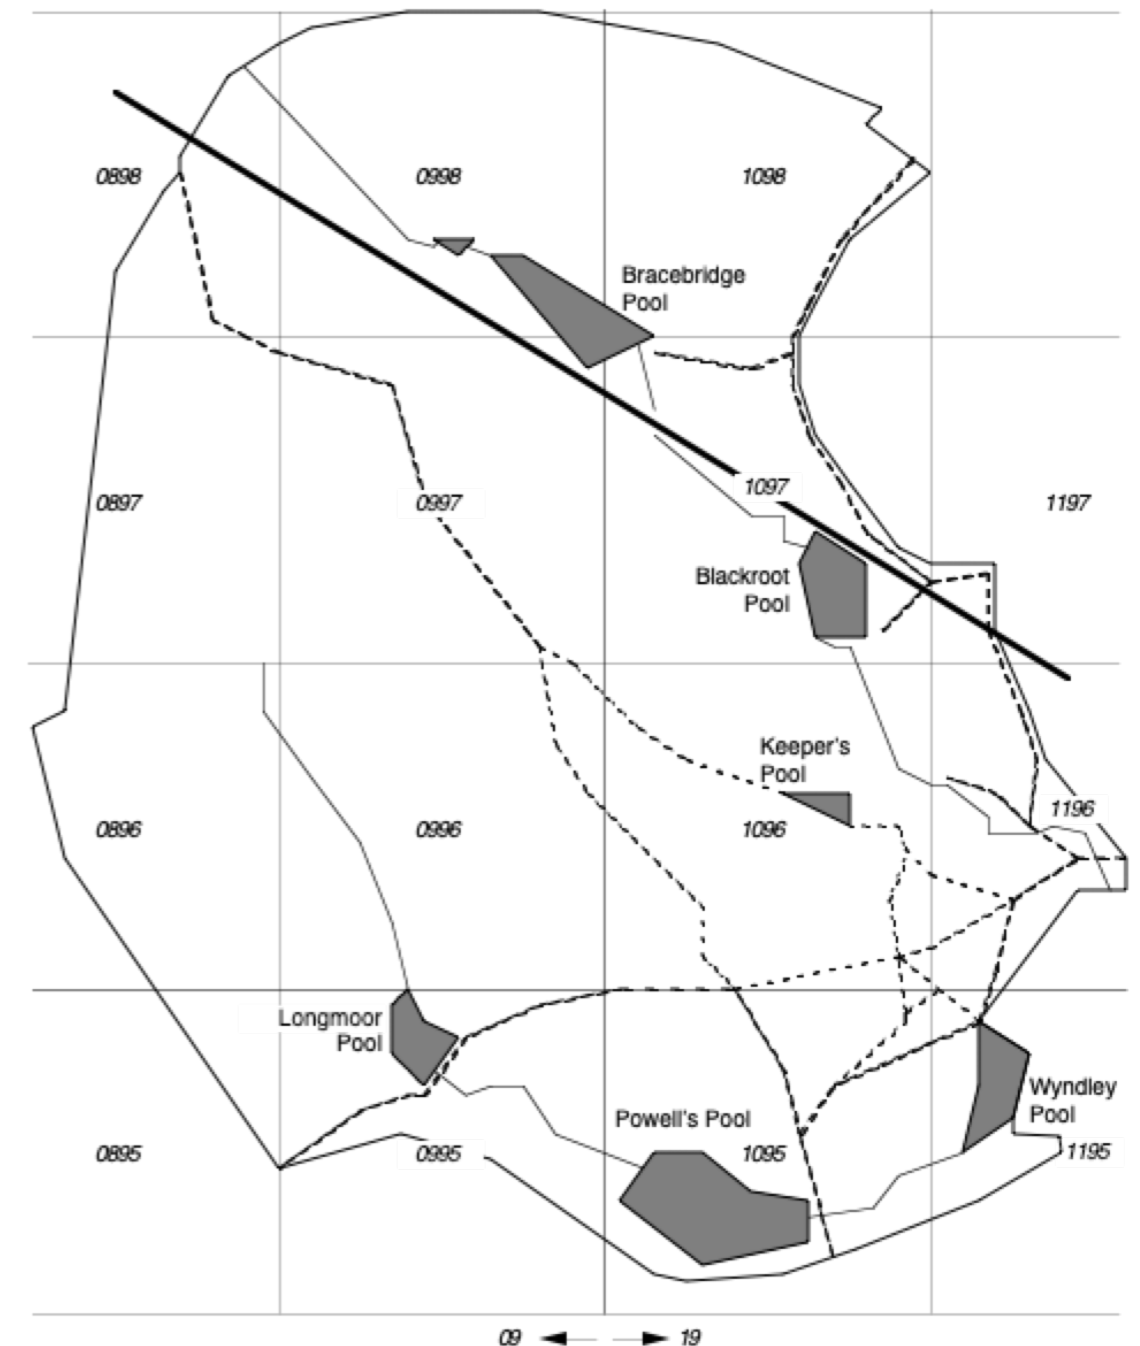 0898
0998
1098
Bracebridge
Pool
0897
0997
1097
1197
Blackroot
Pool
Keeper's
Pool
0896
0996
1096
1196
Longmoor
Pool
Powell's Pool
Wyndley
Pool
0895
0995
1095
1195
09
19